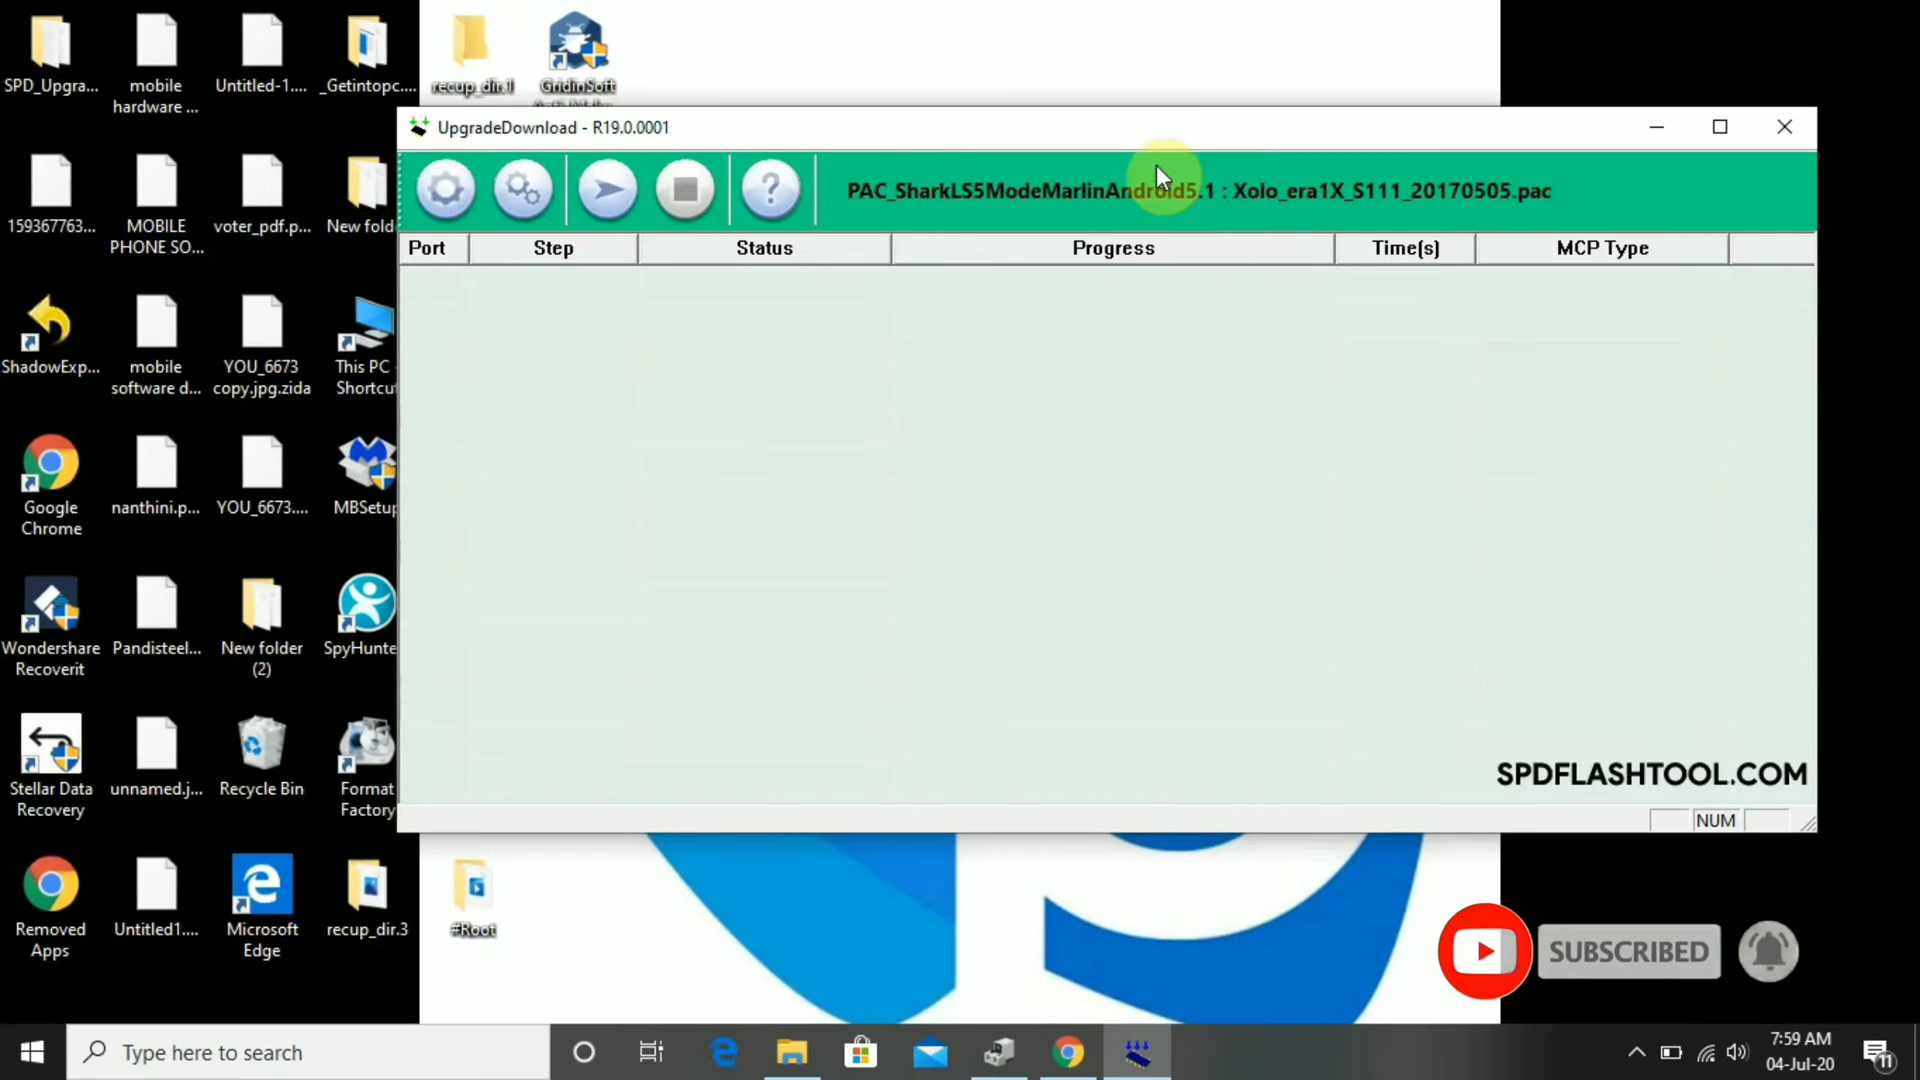 SPD_Upgra...
mobile
hardware ...
Untitled-1....
_Getintopc....
recup_dir.1
GridinSoft
159367763...
MOBILE
PHONE SO...
voter_pdf.p...
New fold
ShadowExp...
mobile
software d...
YOU_6673
copy.jpg.zida
This PC -
Shortcut
Google
Chrome
nanthini.p...
YOU_6673....
MBSetup
Wondershare
Recoverit
Pandisteel...
New folder
(2)
SpyHunte
Stellar Data
Recovery
unnamed.j...
Recycle Bin
Format
Factory
Removed
Apps
Untitled1....
Microsoft
Edge
recup_dir.3
#Root
UpgradeDownload - R19.0.0001
PAC_SharkLS5ModeMarlinAndroid5.1 : Xolo_era1X_S111_20170505.pac
Port Step Status Progress Time(s) MCP Type
SPDFLASHTOOL.COM
NUM
SUBSCRIBED
Type here to search
7:59 AM
04-Jul-20
11